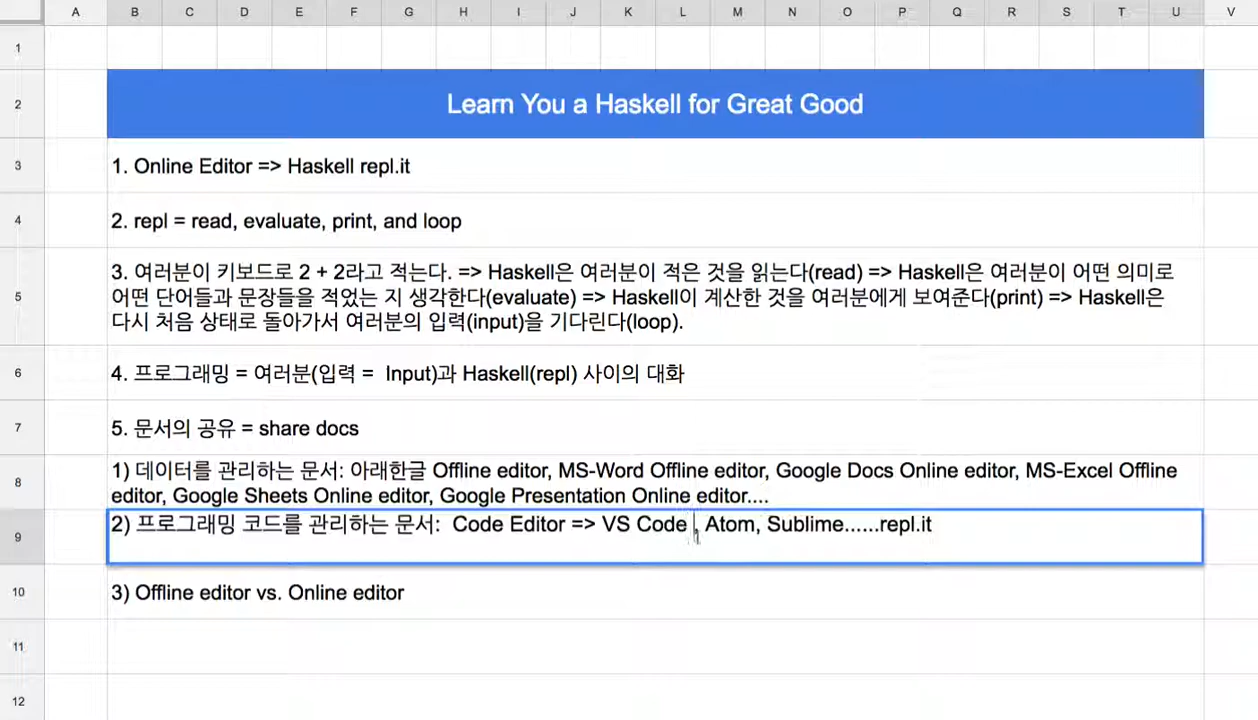 A B C D E F G H I J K L M N O P Q R S T U V
1
2 Learn You a Haskell for Great Good
3 1. Online Editor => Haskell repl.it
4 2. repl = read, evaluate, print, and loop
3. 여러분이 키보드로 2 + 2라고 적는다. => Haskell은 여러분이 적은 것을 읽는다(read) => Haskell은 여러분이 어떤 의미로
5 어떤 단어들과 문장들을 적었는 지 생각한다(evaluate) => Haskell이 계산한 것을 여러분에게 보여준다(print) => Haskell은
다시 처음 상태로 돌아가서 여러분의 입력(input)을 기다린다(loop).
6 4. 프로그래밍 = 여러분(입력 = Input)과 Haskell(repl) 사이의 대화
7 5. 문서의 공유 = share docs
8 1) 데이터를 관리하는 문서: 아래한글 Offline editor, MS-Word Offline editor, Google Docs Online editor, MS-Excel Offline
editor, Google Sheets Online editor, Google Presentation Online editor....
9 2) 프로그래밍 코드를 관리하는 문서: Code Editor => VS Code , Atom, Sublime......repl.it
10 3) Offline editor vs. Online editor
11
12